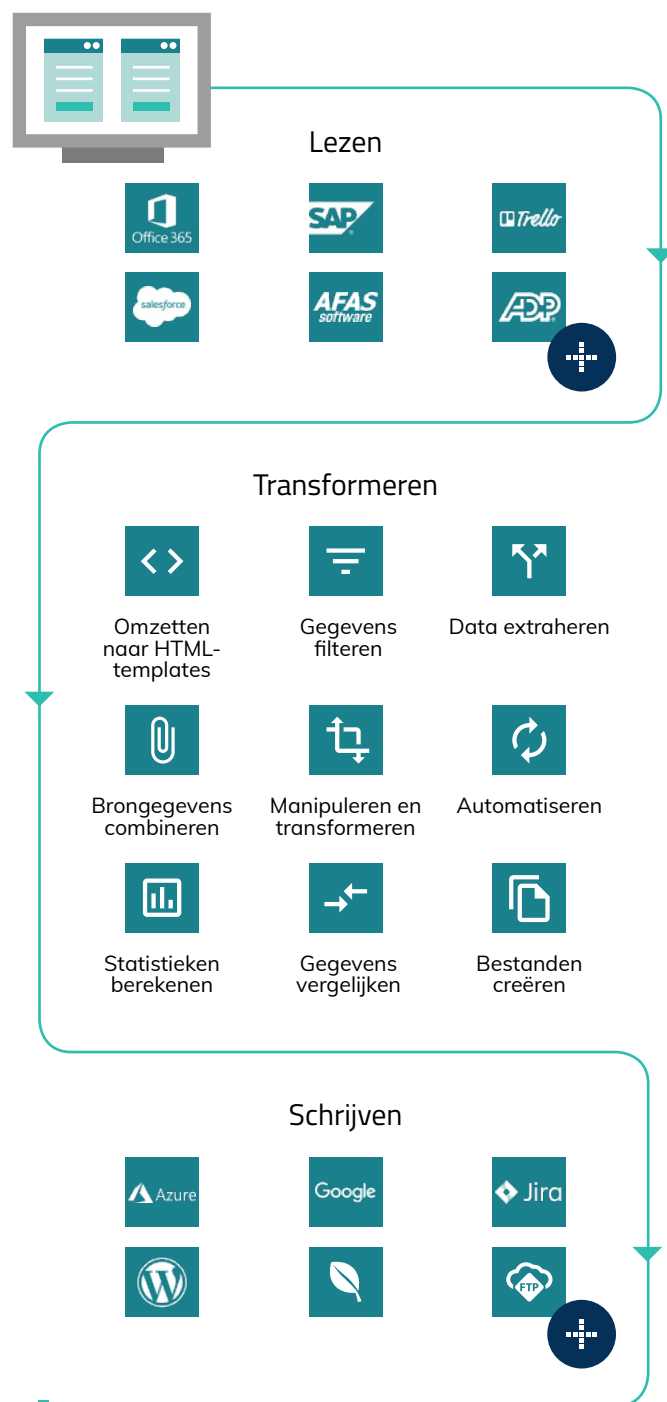 Lezen
Office 365
SAP
Trello
salesforce
AFAS
software
ADP
Transformeren
Omzetten
naar HTML-
templates
Gegevens
filteren
Data extraheren
Brongegevens
combineren
Manipuleren en
transformeren
Automatiseren
Statistieken
berekenen
Gegevens
vergelijken
Bestanden
creëren
Schrijven
Azure
Google
Jira
W
FTP